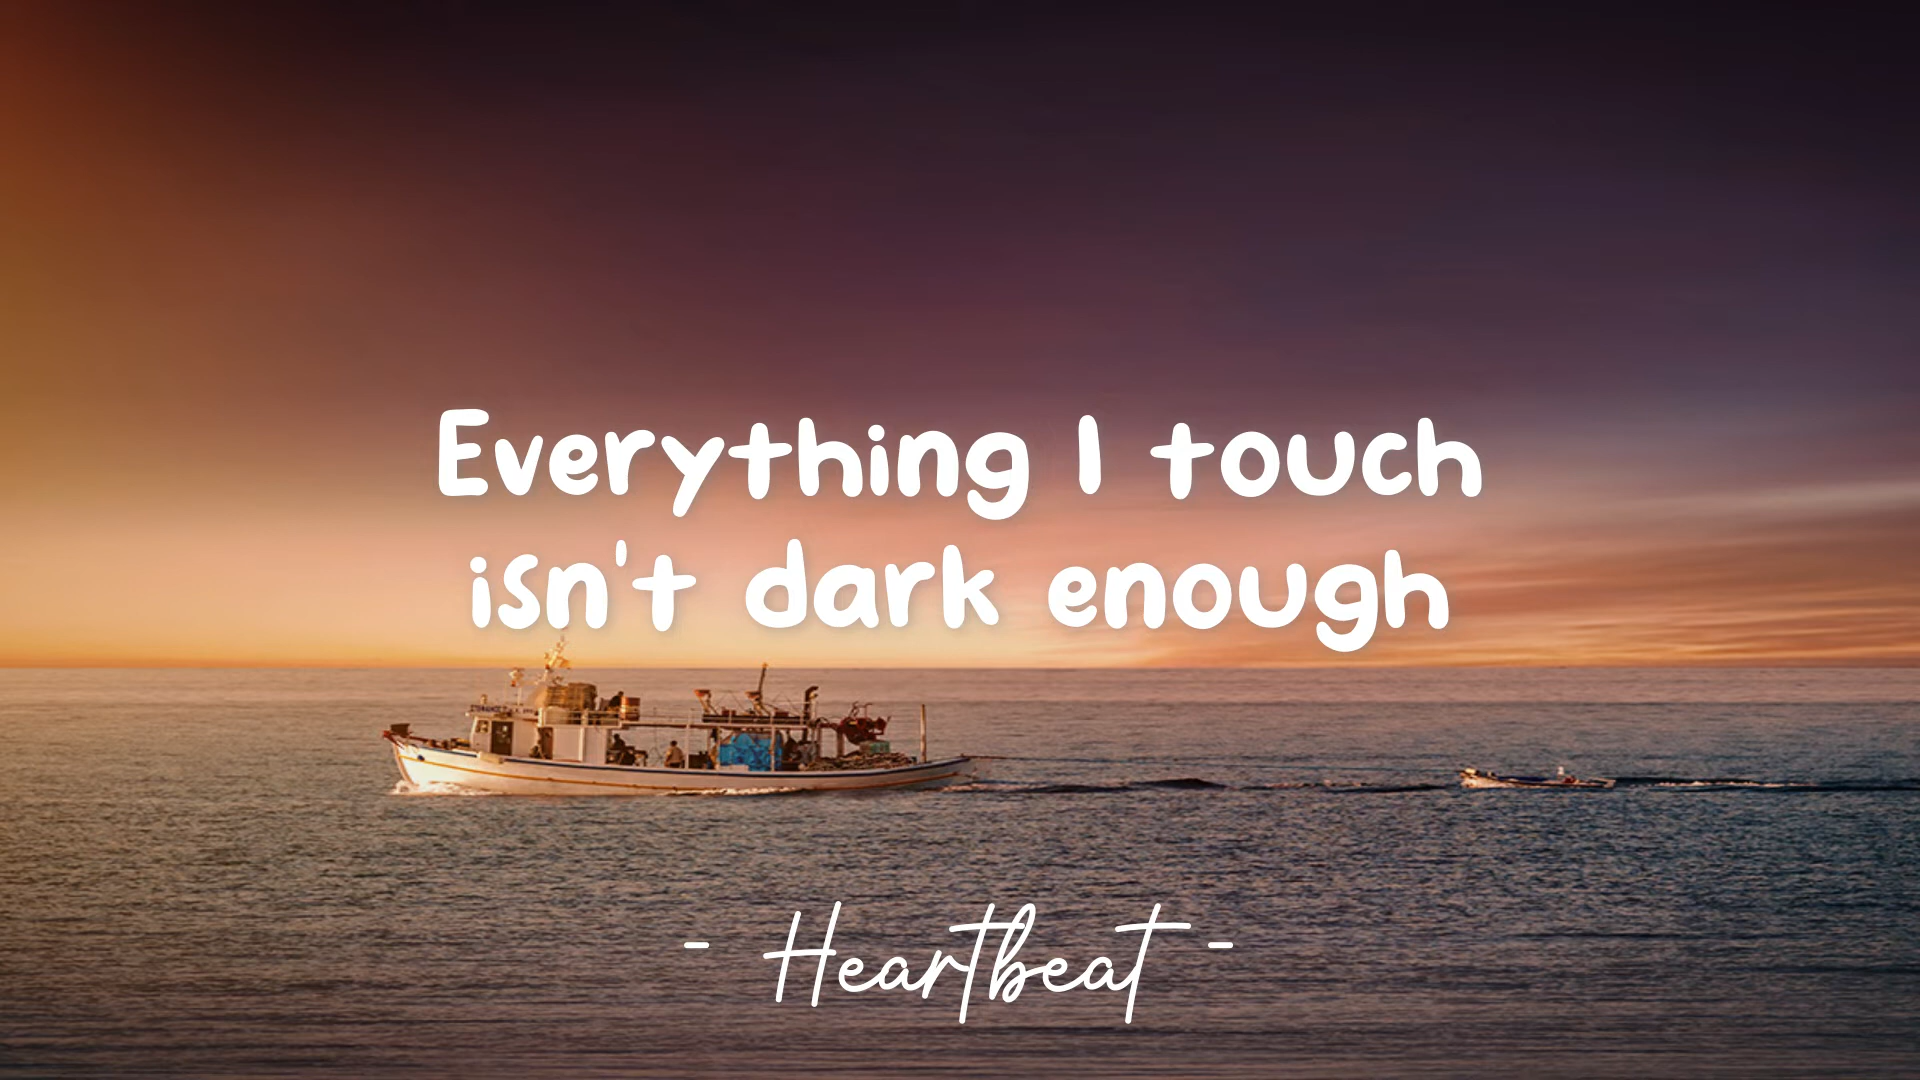 Everything I touch
isn't dark enough
- Heartbeat -